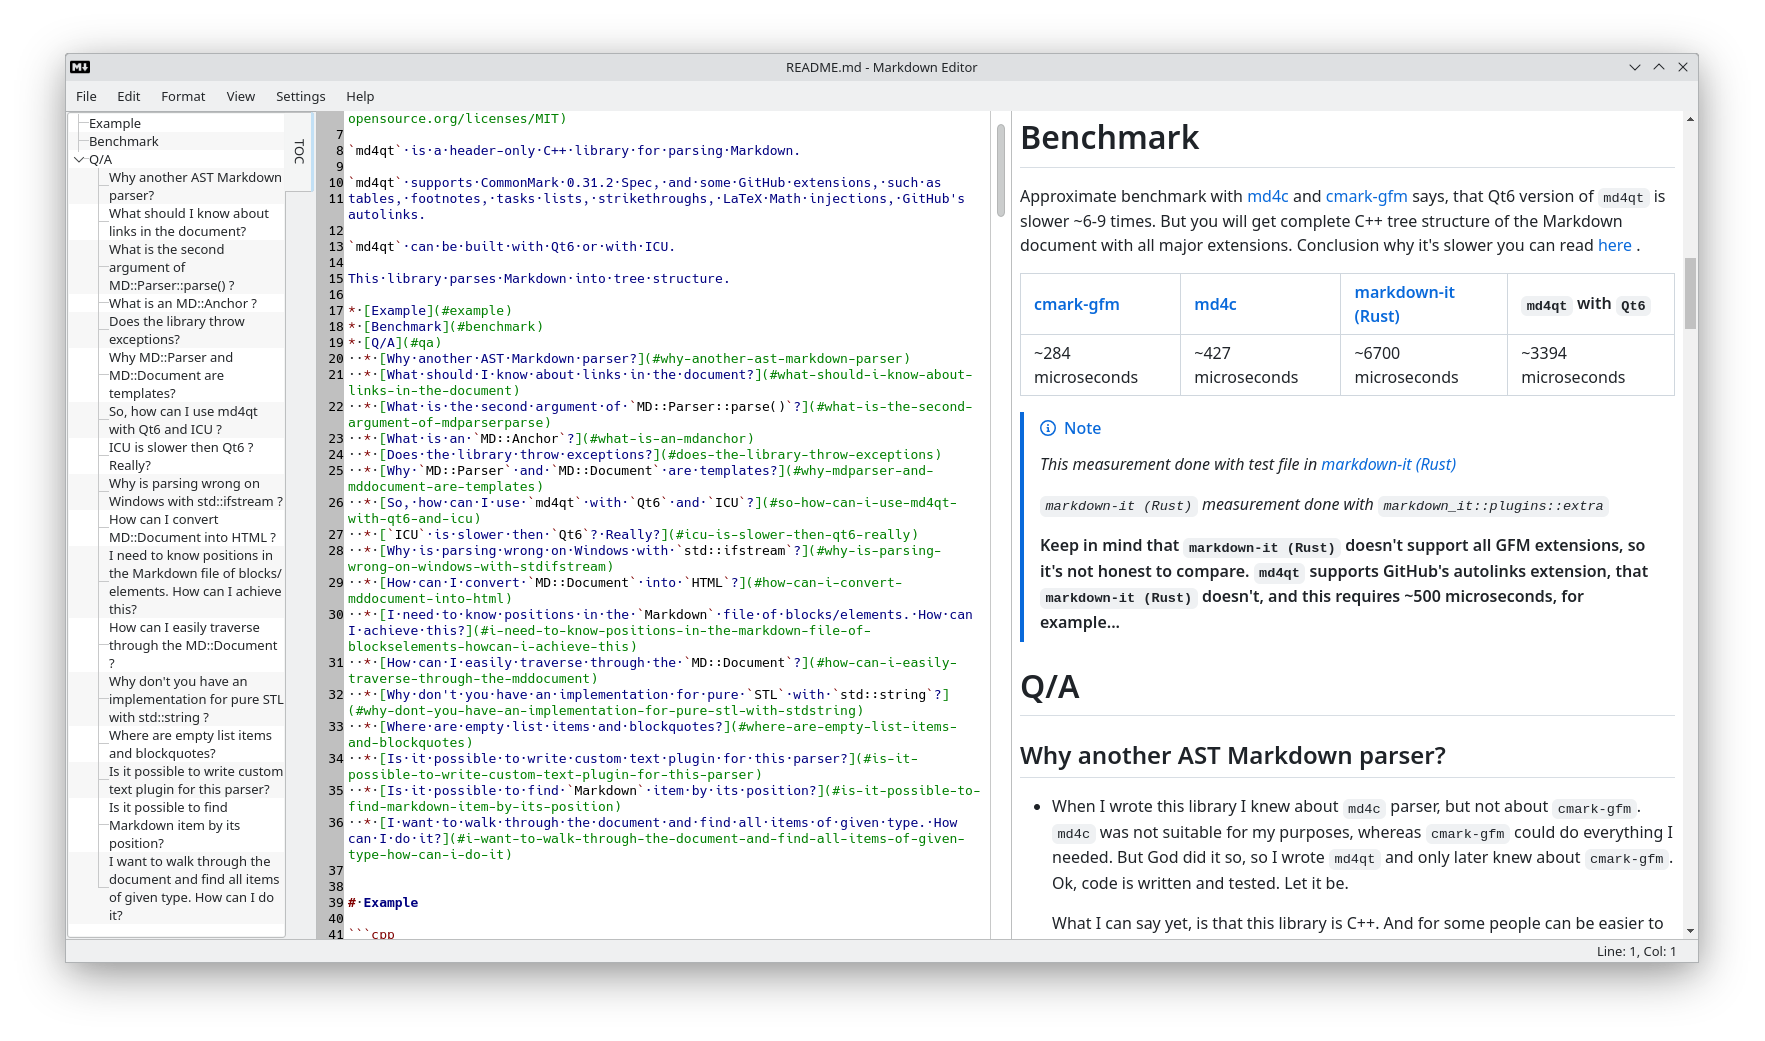 README.md - Markdown Editor
File Edit Format View Settings Help
Example
Benchmark
Q/A
Why another AST Markdown
parser?
What should I know about
links in the document?
What is the second
argument of
MD::Parser::parse() ?
What is an MD::Anchor ?
Does the library throw
exceptions?
Why MD::Parser and
MD::Document are
templates?
So, how can I use md4qt
with Qt6 and ICU ?
ICU is slower then Qt6 ?
Really?
Why is parsing wrong on
Windows with std::ifstream ?
How can I convert
MD::Document into HTML ?
I need to know positions in
the Markdown file of blocks/
elements. How can I achieve
this?
How can I easily traverse
through the MD::Document
?
Why don't you have an
implementation for pure STL
with std::string ?
Where are empty list items
and blockquotes?
Is it possible to write custom
text plugin for this parser?
Is it possible to find
Markdown item by its
position?
I want to walk through the
document and find all items
of given type. How can I do
it?
TOC
opensource.org/licenses/MIT)
7
8 `md4qt`·is·a·header-only·C++·library·for·parsing·Markdown.
9
10 `md4qt`·supports·CommonMark·0.31.2·Spec,·and·some·GitHub·extensions,·such·as
11 tables,·footnotes,·tasks·lists,·strikethroughs,·LaTeX·Math·injections,·GitHub's
autolinks.
12
13 `md4qt`·can·be·built·with·Qt6·or·with·ICU.
14
15 This·library·parses·Markdown·into·tree·structure.
16
17 *·[Example](#example)
18 *·[Benchmark](#benchmark)
19 *·[Q/A](#qa)
20 ··*·[Why·another·AST·Markdown·parser?](#why-another-ast-markdown-parser)
21 ··*·[What·should·I·know·about·links·in·the·document?](#what-should-i-know-about-
links-in-the-document)
22 ··*·[What·is·the·second·argument·of·`MD::Parser::parse()`?](#what-is-the-second-
argument-of-mdparserparse)
23 ··*·[What·is·an·`MD::Anchor`?](#what-is-an-mdanchor)
24 ··*·[Does·the·library·throw·exceptions?](#does-the-library-throw-exceptions)
25 ··*·[Why·`MD::Parser`·and·`MD::Document`·are·templates?](#why-mdparser-and-
mddocument-are-templates)
26 ··*·[So,·how·can·I·use·`md4qt`·with·`Qt6`·and·`ICU`?](#so-how-can-i-use-md4qt-
with-qt6-and-icu)
27 ··*·[`ICU`·is·slower·then·`Qt6`?·Really?](#icu-is-slower-then-qt6-really)
28 ··*·[Why·is·parsing·wrong·on·Windows·with·`std::ifstream`?](#why-is-parsing-
wrong-on-windows-with-stdifstream)
29 ··*·[How·can·I·convert·`MD::Document`·into·`HTML`?](#how-can-i-convert-
mddocument-into-html)
30 ··*·[I·need·to·know·positions·in·the·`Markdown`·file·of·blocks/elements.·How·can
I·achieve·this?](#i-need-to-know-positions-in-the-markdown-file-of-
blockselements-howcan-i-achieve-this)
31 ··*·[How·can·I·easily·traverse·through·the·`MD::Document`?](#how-can-i-easily-
traverse-through-the-mddocument)
32 ··*·[Why·don't·you·have·an·implementation·for·pure·`STL`·with·`std::string`?]
(#why-dont-you-have-an-implementation-for-pure-stl-with-stdstring)
33 ··*·[Where·are·empty·list·items·and·blockquotes?](#where-are-empty-list-items-
and-blockquotes)
34 ··*·[Is·it·possible·to·write·custom·text·plugin·for·this·parser?](#is-it-
possible-to-write-custom-text-plugin-for-this-parser)
35 ··*·[Is·it·possible·to·find·`Markdown`·item·by·its·position?](#is-it-possible-to-
find-markdown-item-by-its-position)
36 ··*·[I·want·to·walk·through·the·document·and·find·all·items·of·given·type.·How
can·I·do·it?](#i-want-to-walk-through-the-document-and-find-all-items-of-given-
type-how-can-i-do-it)
37
38
39 #·Example
40
41 ```cpp
Benchmark
Approximate benchmark with md4c and cmark-gfm says, that Qt6 version of md4qt is
slower ~6-9 times. But you will get complete C++ tree structure of the Markdown
document with all major extensions. Conclusion why it's slower you can read here .
cmark-gfm md4c markdown-it (Rust) md4qt with Qt6
~284 microseconds ~427 microseconds ~6700 microseconds ~3394 microseconds
Note
This measurement done with test file in markdown-it (Rust)
markdown-it (Rust) measurement done with markdown_it::plugins::extra
Keep in mind that markdown-it (Rust) doesn't support all GFM extensions, so
it's not honest to compare. md4qt supports GitHub's autolinks extension, that
markdown-it (Rust) doesn't, and this requires ~500 microseconds, for
example...
Q/A
Why another AST Markdown parser?
• When I wrote this library I knew about md4c parser, but not about cmark-gfm.
md4c was not suitable for my purposes, whereas cmark-gfm could do everything I
needed. But God did it so, so I wrote md4qt and only later knew about cmark-gfm.
Ok, code is written and tested. Let it be.
What I can say yet, is that this library is C++. And for some people can be easier to
Line: 1, Col: 1